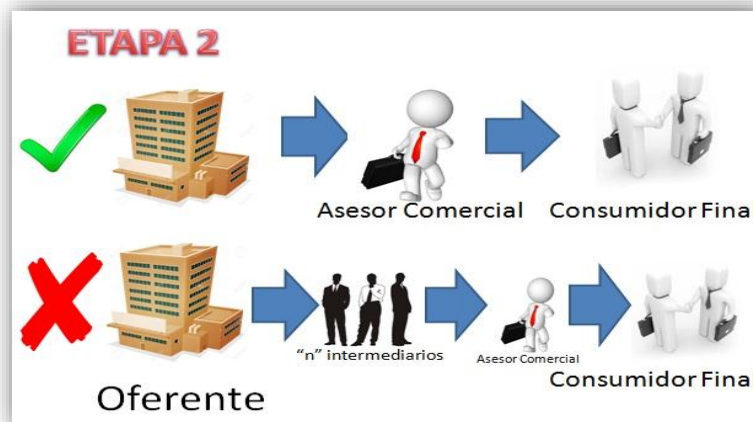 ETAPA 2
Asesor Comercial
Consumidor Fina
"n" intermediarios
Asesor Comercial
Consumidor Fina
Oferente